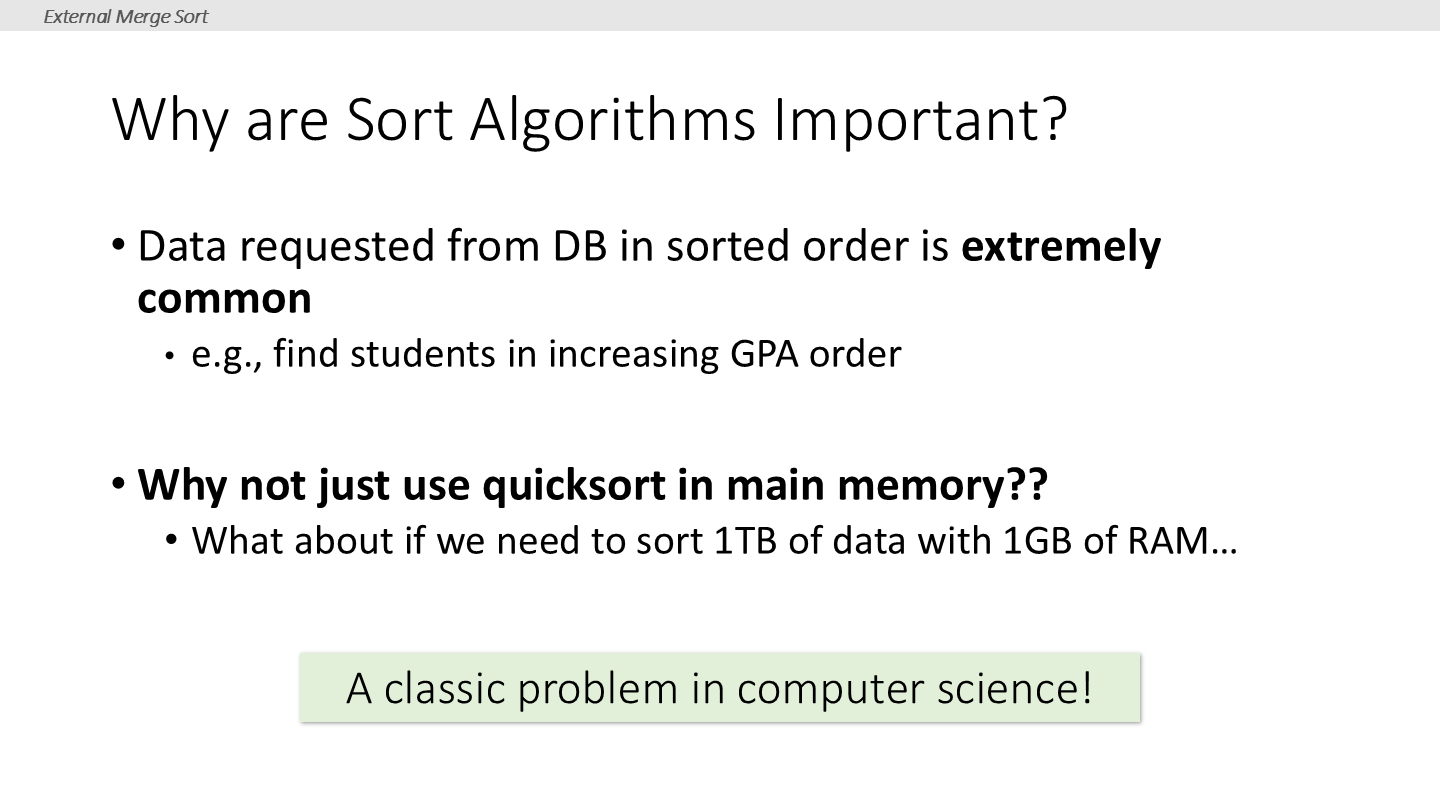 External Merge Sort
Why are Sort Algorithms Important?
• Data requested from DB in sorted order is extremely
common
• e.g., find students in increasing GPA order
• Why not just use quicksort in main memory??
• What about if we need to sort 1TB of data with 1GB of RAM…
A classic problem in computer science!